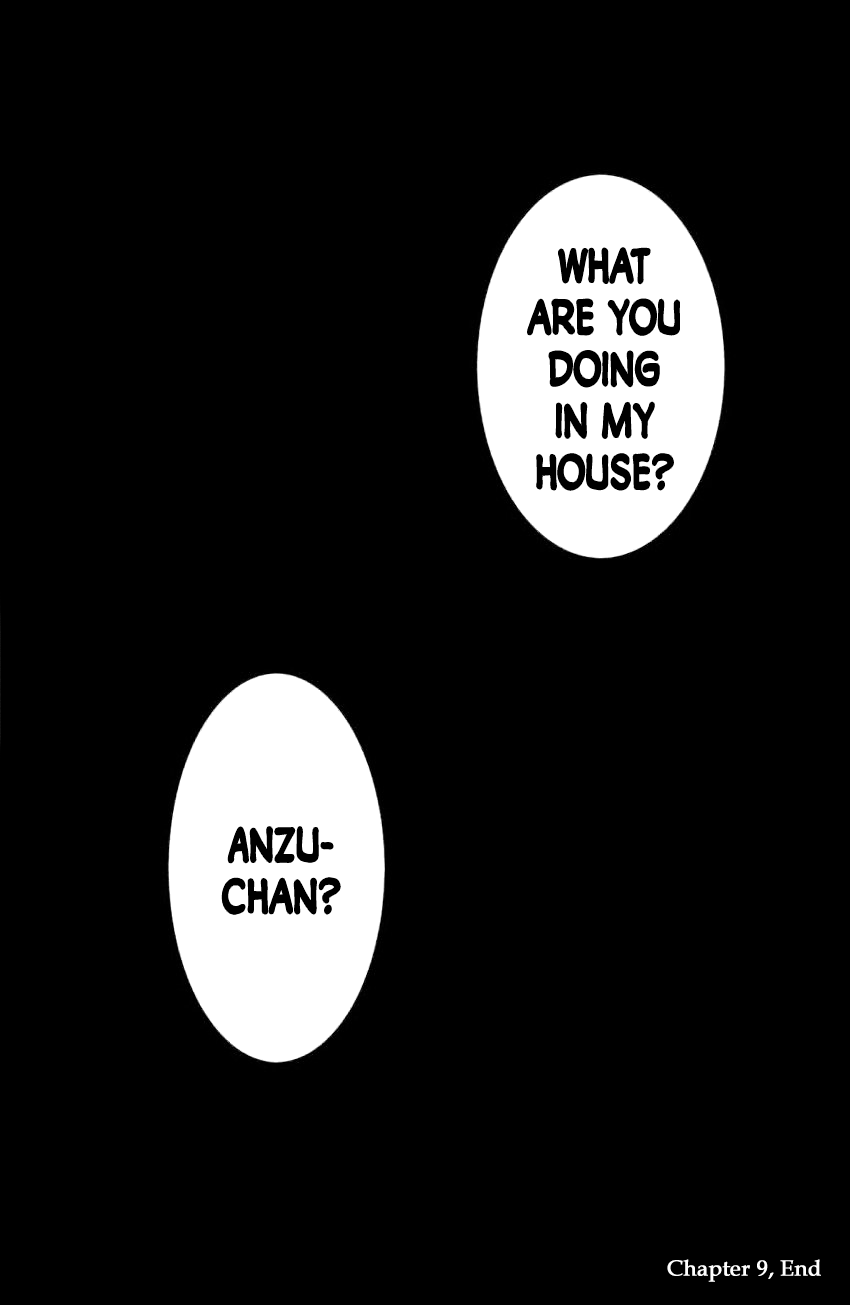 WHAT
ARE YOU
DOING
IN MY
HOUSE?
ANZU-
CHAN?
Chapter 9, End